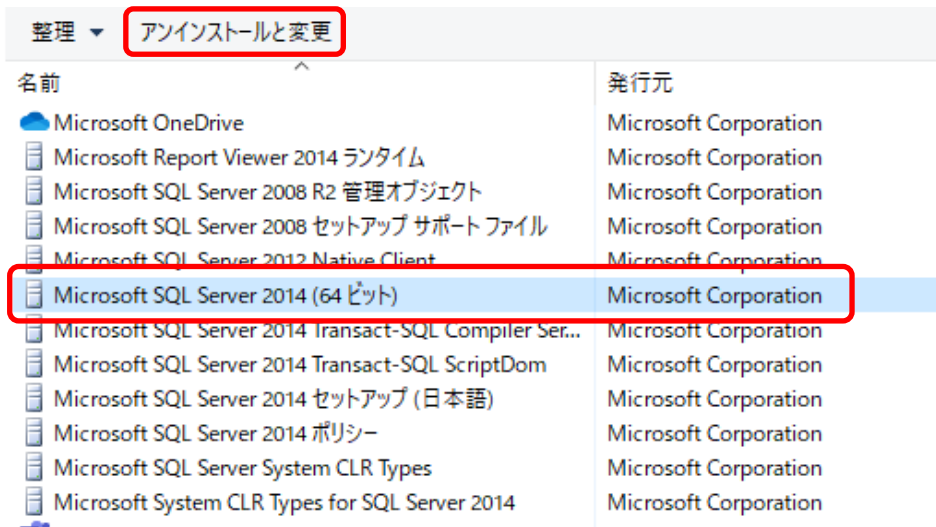 整理 アンインストールと変更
名前 発行元
Microsoft OneDrive Microsoft Corporation
Microsoft Report Viewer 2014 ランタイム Microsoft Corporation
Microsoft SQL Server 2008 R2 管理オブジェクト Microsoft Corporation
Microsoft SQL Server 2008 セットアップ サポート ファイル Microsoft Corporation
Microsoft SQL Server 2012 Native Client Microsoft Corporation
Microsoft SQL Server 2014 (64 ビット) Microsoft Corporation
Microsoft SQL Server 2014 Transact-SQL Compiler Ser... Microsoft Corporation
Microsoft SQL Server 2014 Transact-SQL ScriptDom Microsoft Corporation
Microsoft SQL Server 2014 セットアップ (日本語) Microsoft Corporation
Microsoft SQL Server 2014 ポリシー Microsoft Corporation
Microsoft SQL Server System CLR Types Microsoft Corporation
Microsoft System CLR Types for SQL Server 2014 Microsoft Corporation